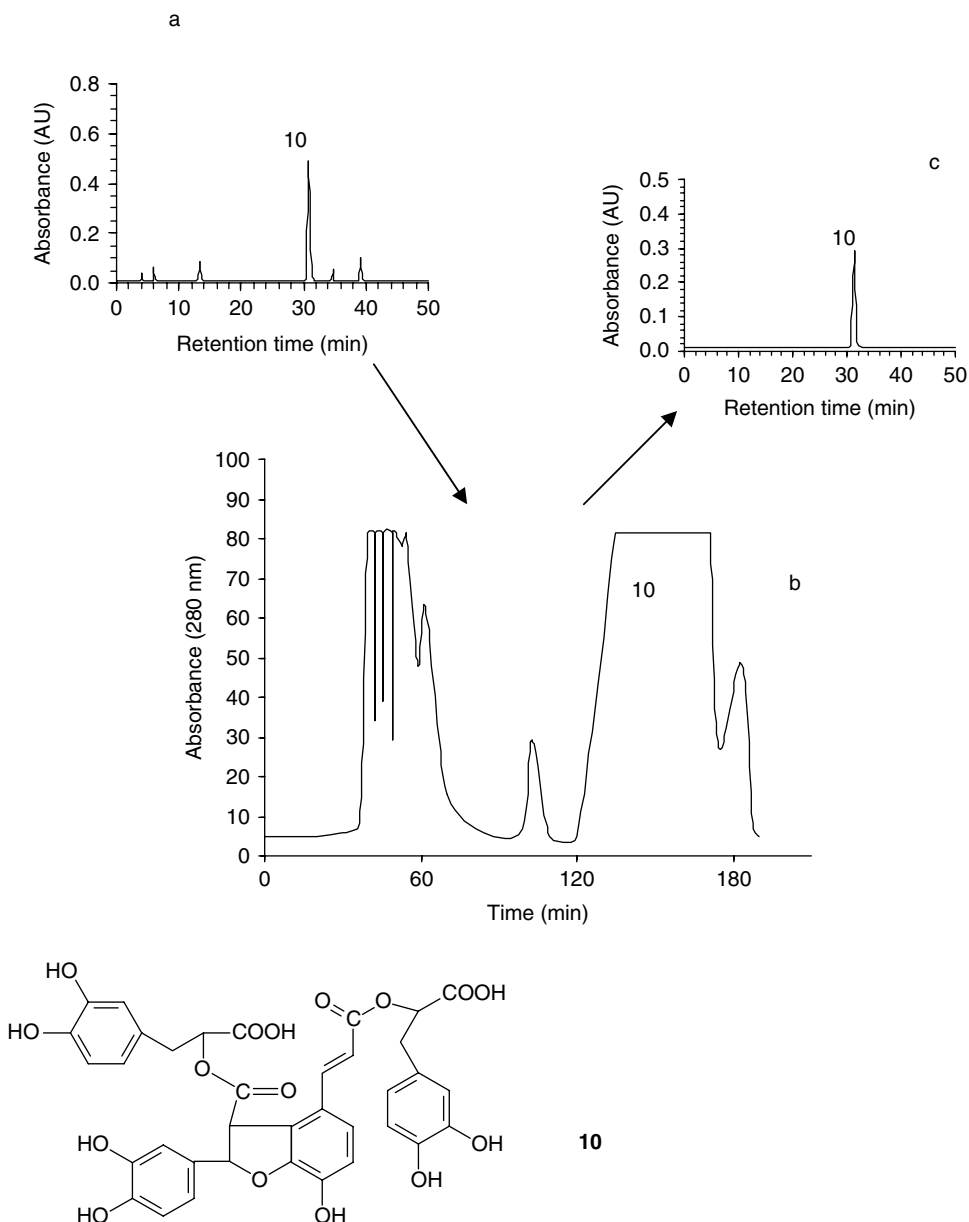 a
Absorbance (AU)
0.8
0.6
0.4
0.2
0.0
10
0 10 20 30 40 50
Retention time (min)
c
Absorbance (AU)
0.5
0.4
0.3
0.2
0.1
0.0
10
0 10 20 30 40 50
Retention time (min)
Absorbance (280 nm)
100
90
80
70
60
50
40
30
20
10
0
10
b
0 60 120 180
Time (min)
HO
HO
COOH
O
C
O
O
C
O
COOH
HO
HO
O
OH
OH
OH
10